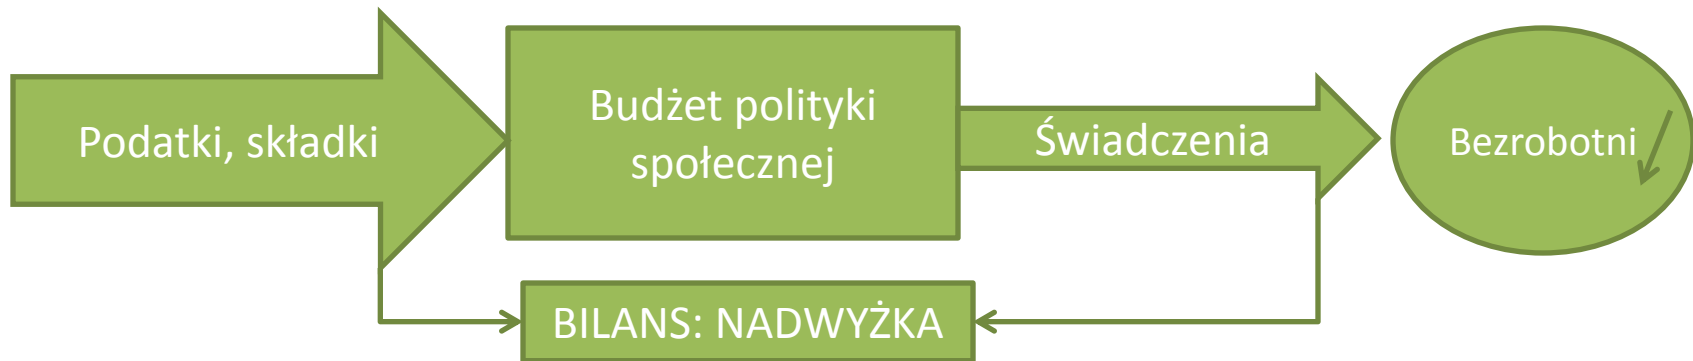 Podatki, składki
Budżet polityki
społecznej
Świadczenia
Bezrobotni
BILANS: NADWYŻKA